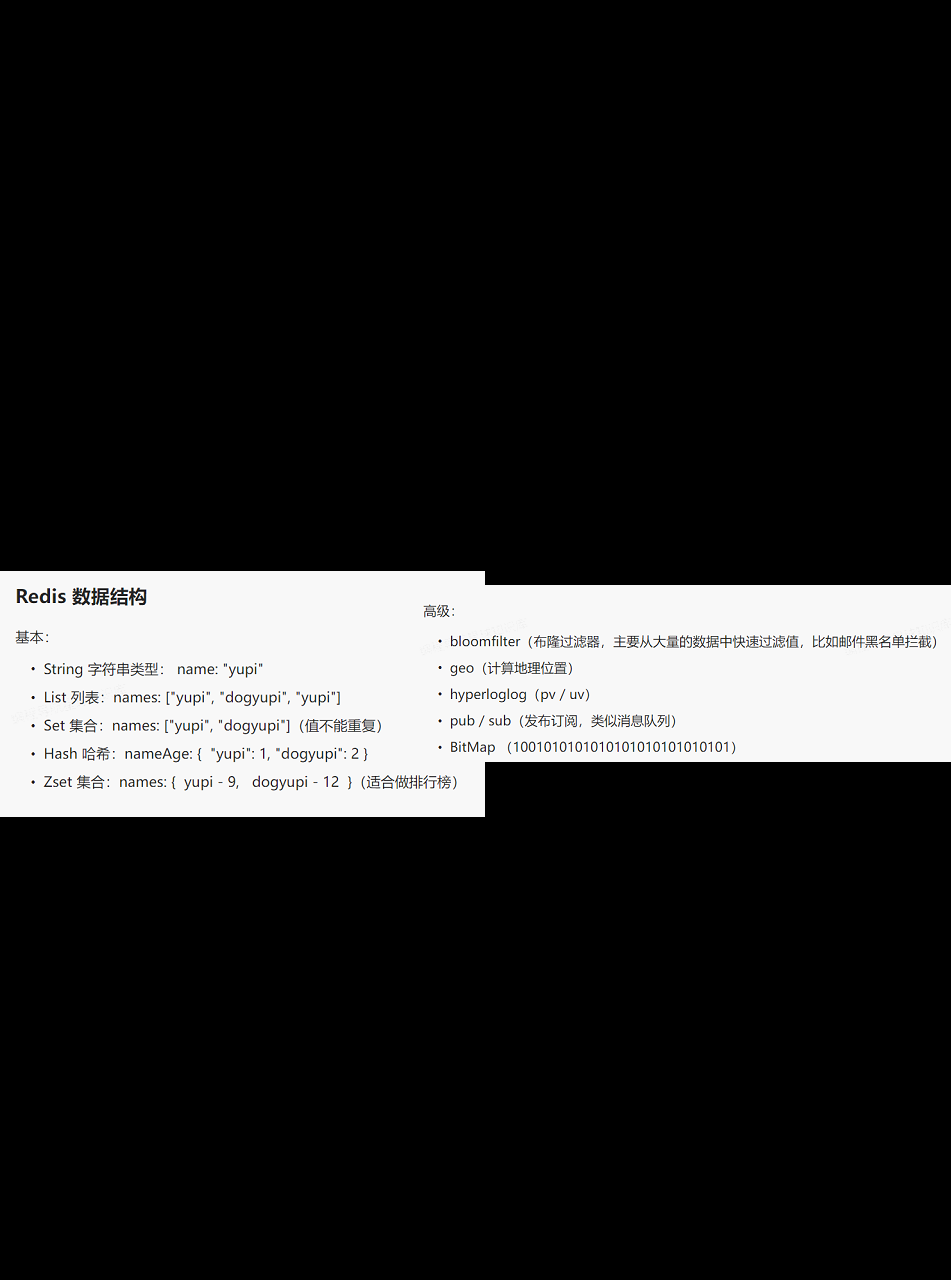 Redis 数据结构
基本：
• String 字符串类型： name: "yupi"
• List 列表：names: ["yupi", "dogyupi", "yupi"]
• Set 集合：names: ["yupi", "dogyupi"]（值不能重复）
• Hash 哈希：nameAge: { "yupi": 1, "dogyupi": 2 }
• Zset 集合：names: { yupi - 9, dogyupi - 12 }（适合做排行榜）
高级：
• bloomfilter（布隆过滤器，主要从大量的数据中快速过滤值，比如邮件黑名单拦截）
• geo（计算地理位置）
• hyperloglog（pv / uv）
• pub / sub（发布订阅，类似消息队列）
• BitMap （1001010101010101010101010101）